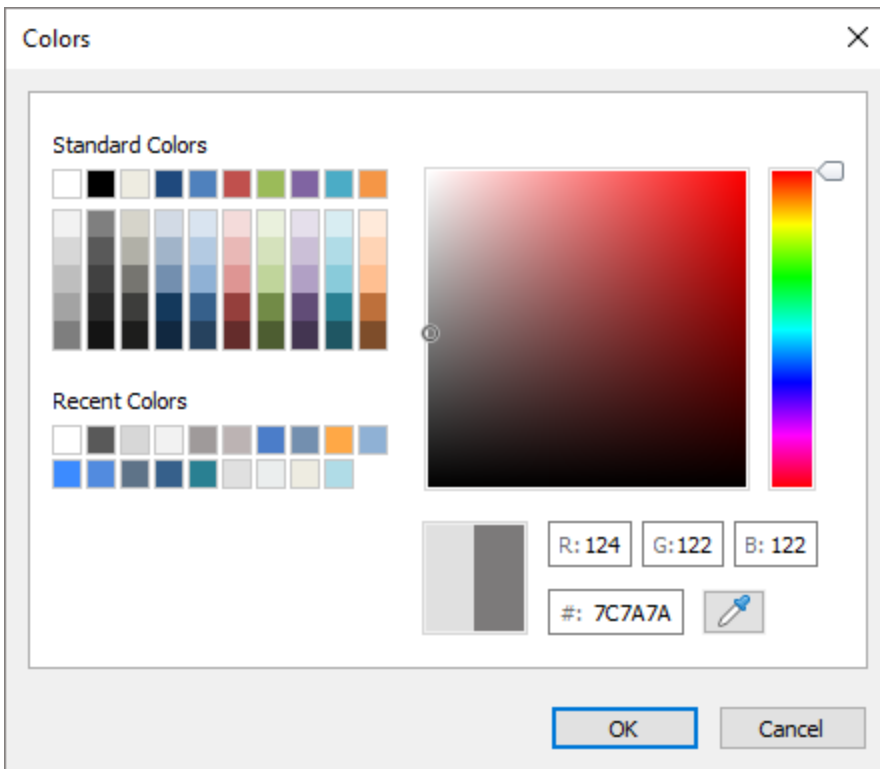 Colors
Standard Colors
Recent Colors
R: 124
G: 122
B: 122
#: 7C7A7A
OK
Cancel